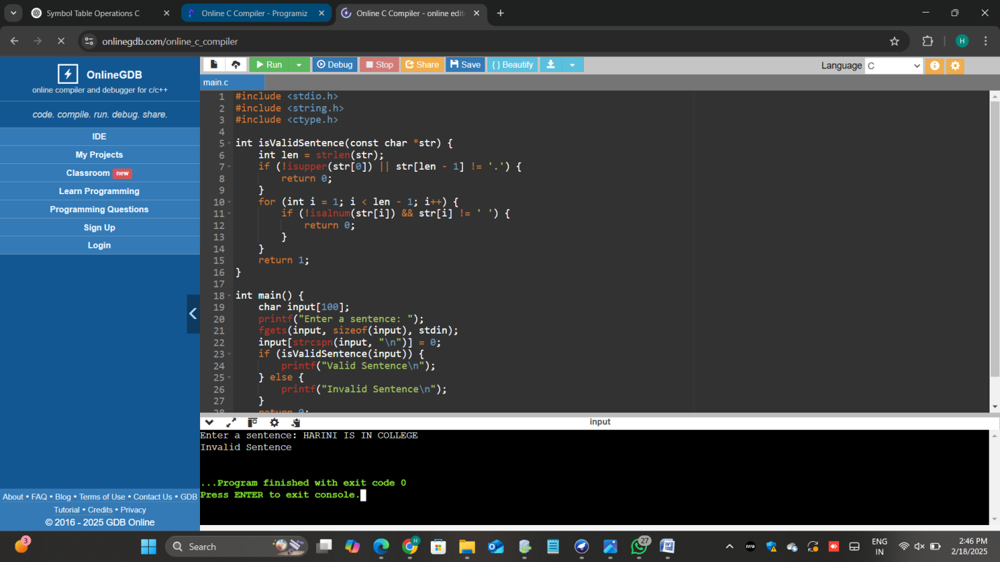 Symbol Table Operations C
Online C Compiler - Programiz
Online C Compiler - online edit
onlinegdb.com/online_c_compiler
H
OnlineGDB
online compiler and debugger for c/c++
code. compile. run. debug. share.
IDE
My Projects
Classroom new
Learn Programming
Programming Questions
Sign Up
Login
About • FAQ • Blog • Terms of Use • Contact Us • GDB
Tutorial • Credits • Privacy
© 2016 - 2025 GDB Online
Run Debug Stop Share Save { } Beautify
Language C
main.c
1 #include <stdio.h>
2 #include <string.h>
3 #include <ctype.h>
4
5 int isValidSentence(const char *str) {
6 int len = strlen(str);
7 if (!isupper(str[0]) || str[len - 1] != '.') {
8 return 0;
9 }
10 for (int i = 1; i < len - 1; i++) {
11 if (!isalnum(str[i]) && str[i] != ' ') {
12 return 0;
13 }
14 }
15 return 1;
16 }
17
18 int main() {
19 char input[100];
20 printf("Enter a sentence: ");
21 fgets(input, sizeof(input), stdin);
22 input[strcspn(input, "\n")] = 0;
23 if (isValidSentence(input)) {
24 printf("Valid Sentence\n");
25 } else {
26 printf("Invalid Sentence\n");
27 }
28 return 0;
input
Enter a sentence: HARINI IS IN COLLEGE
Invalid Sentence
...Program finished with exit code 0
Press ENTER to exit console.
3
Search
H
27
ENG
IN
2:46 PM
2/18/2025